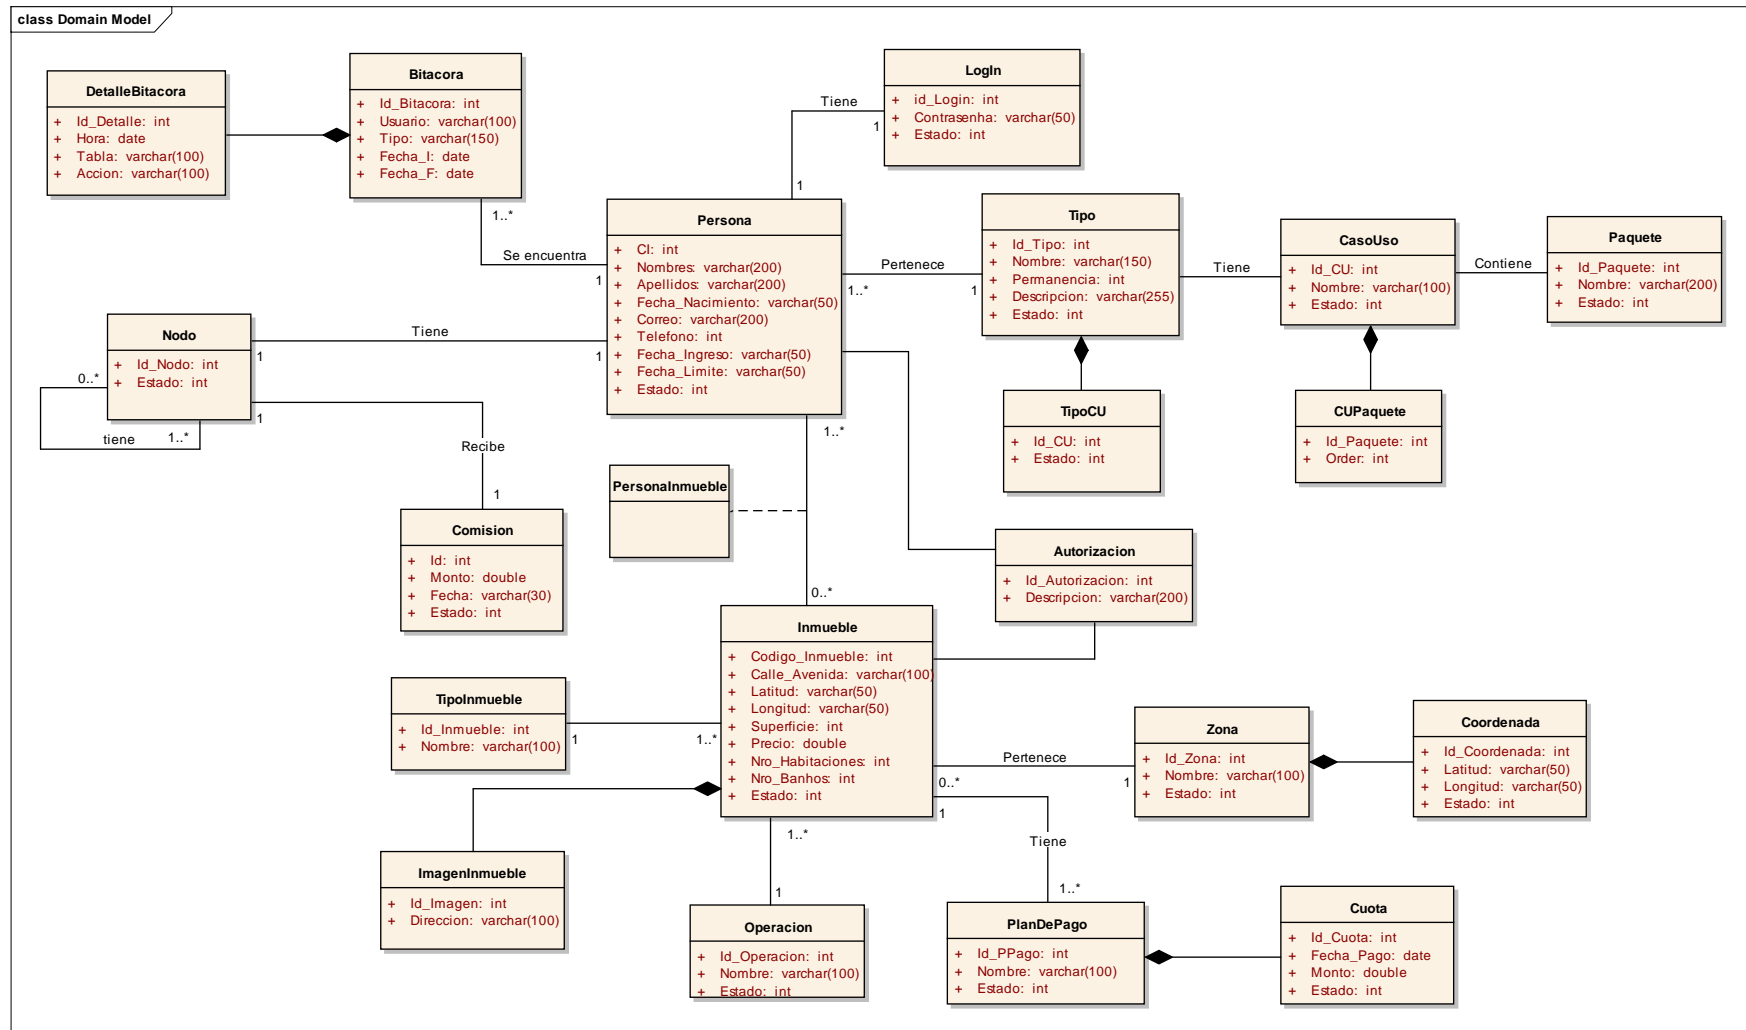 class Domain Model
DetalleBitacora
+ Id_Detalle: int
+ Hora: date
+ Tabla: varchar(100)
+ Accion: varchar(100)
Bitacora
+ Id_Bitacora: int
+ Usuario: varchar(100)
+ Tipo: varchar(150)
+ Fecha_I: date
+ Fecha_F: date
LogIn
+ id_Login: int
+ Contrasenha: varchar(50)
+ Estado: int
Tiene
1
1
1..*
Se encuentra
1
Persona
+ CI: int
+ Nombres: varchar(200)
+ Apellidos: varchar(200)
+ Fecha_Nacimiento: varchar(50)
+ Correo: varchar(200)
+ Telefono: int
+ Fecha_Ingreso: varchar(50)
+ Fecha_Limite: varchar(50)
+ Estado: int
Pertenece
1..*
1
Tipo
+ Id_Tipo: int
+ Nombre: varchar(150)
+ Permanencia: int
+ Descripcion: varchar(255)
+ Estado: int
Tiene
CasoUso
+ Id_CU: int
+ Nombre: varchar(100)
+ Estado: int
Contiene
Paquete
+ Id_Paquete: int
+ Nombre: varchar(200)
+ Estado: int
Nodo
+ Id_Nodo: int
+ Estado: int
Tiene
1
1
0..*
tiene
1..*
1
Recibe
1
TipoCU
+ Id_CU: int
+ Estado: int
CUPaquete
+ Id_Paquete: int
+ Order: int
1..*
PersonaInmueble
0..*
Comision
+ Id: int
+ Monto: double
+ Fecha: varchar(30)
+ Estado: int
Autorizacion
+ Id_Autorizacion: int
+ Descripcion: varchar(200)
Inmueble
+ Codigo_Inmueble: int
+ Calle_Avenida: varchar(100)
+ Latitud: varchar(50)
+ Longitud: varchar(50)
+ Superficie: int
+ Precio: double
+ Nro_Habitaciones: int
+ Nro_Banhos: int
+ Estado: int
TipoInmueble
+ Id_Inmueble: int
+ Nombre: varchar(100)
1
1..*
Pertenece
0..*
1
Zona
+ Id_Zona: int
+ Nombre: varchar(100)
+ Estado: int
Coordenada
+ Id_Coordenada: int
+ Latitud: varchar(50)
+ Longitud: varchar(50)
+ Estado: int
1
Tiene
1..*
1..*
1
ImagenInmueble
+ Id_Imagen: int
+ Direccion: varchar(100)
Operacion
+ Id_Operacion: int
+ Nombre: varchar(100)
+ Estado: int
PlanDePago
+ Id_PPago: int
+ Nombre: varchar(100)
+ Estado: int
Cuota
+ Id_Cuota: int
+ Fecha_Pago: date
+ Monto: double
+ Estado: int